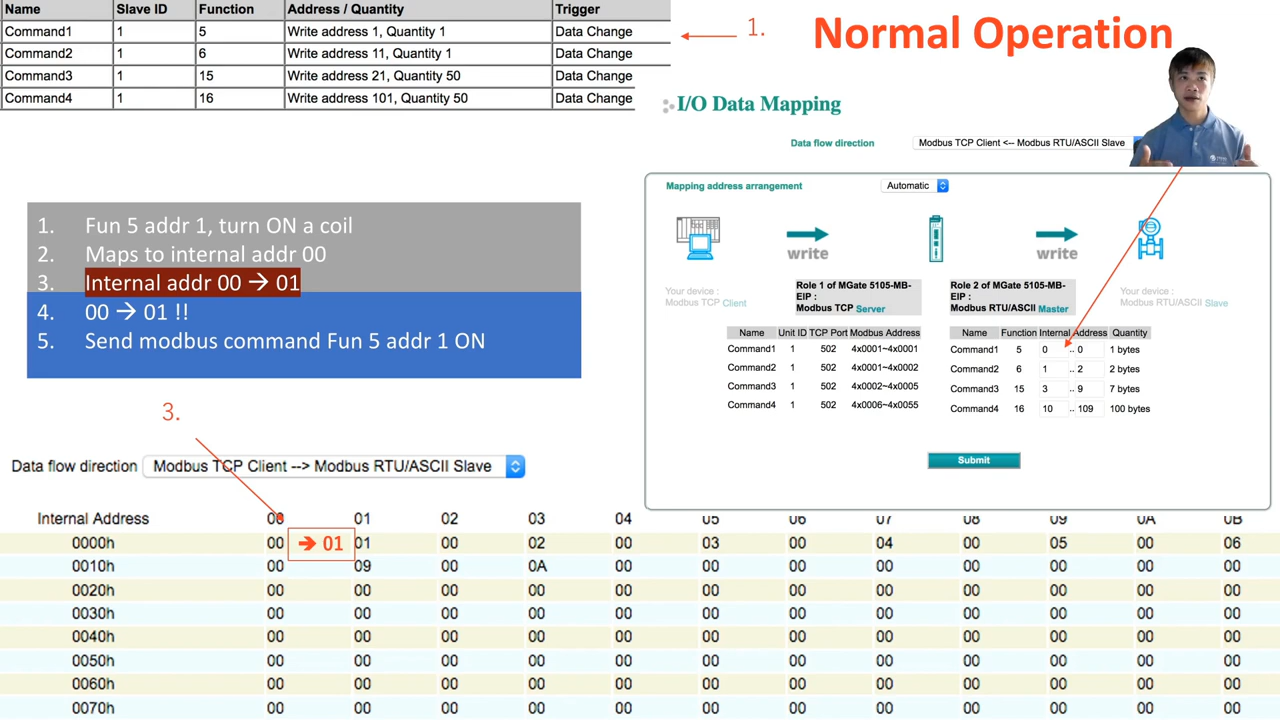 Name Slave ID Function Address / Quantity Trigger
Command1 1 5 Write address 1, Quantity 1 Data Change
Command2 1 6 Write address 11, Quantity 1 Data Change
Command3 1 15 Write address 21, Quantity 50 Data Change
Command4 1 16 Write address 101, Quantity 50 Data Change
1.
Normal Operation
I/O Data Mapping
Data flow direction Modbus TCP Client <-- Modbus RTU/ASCII Slave
Mapping address arrangement Automatic
write write
Your device :
Modbus TCP Client
Role 1 of MGate 5105-MB-
EIP :
Modbus TCP Server
Role 2 of MGate 5105-MB-
EIP :
Modbus RTU/ASCII Master
Your device :
Modbus RTU/ASCII Slave
Name Unit ID TCP Port Modbus Address
Command1 1 502 4x0001~4x0001
Command2 1 502 4x0001~4x0002
Command3 1 502 4x0002~4x0005
Command4 1 502 4x0006~4x0055
Name Function Internal Address Quantity
Command1 5 0 .. 0 1 bytes
Command2 6 1 .. 2 2 bytes
Command3 15 3 .. 9 7 bytes
Command4 16 10 .. 109 100 bytes
Submit
1. Fun 5 addr 1, turn ON a coil
2. Maps to internal addr 00
3. Internal addr 00 → 01
4. 00 → 01 !!
5. Send modbus command Fun 5 addr 1 ON
3.
Data flow direction Modbus TCP Client --> Modbus RTU/ASCII Slave
Internal Address 00 01 02 03 04 05 06 07 08 09 0A 0B
0000h 00 → 01 01 00 02 00 03 00 04 00 05 00 06
0010h 00 09 00 0A 00 00 00 00 00 00 00 00
0020h 00 00 00 00 00 00 00 00 00 00 00 00
0030h 00 00 00 00 00 00 00 00 00 00 00 00
0040h 00 00 00 00 00 00 00 00 00 00 00 00
0050h 00 00 00 00 00 00 00 00 00 00 00 00
0060h 00 00 00 00 00 00 00 00 00 00 00 00
0070h 00 00 00 00 00 00 00 00 00 00 00 00